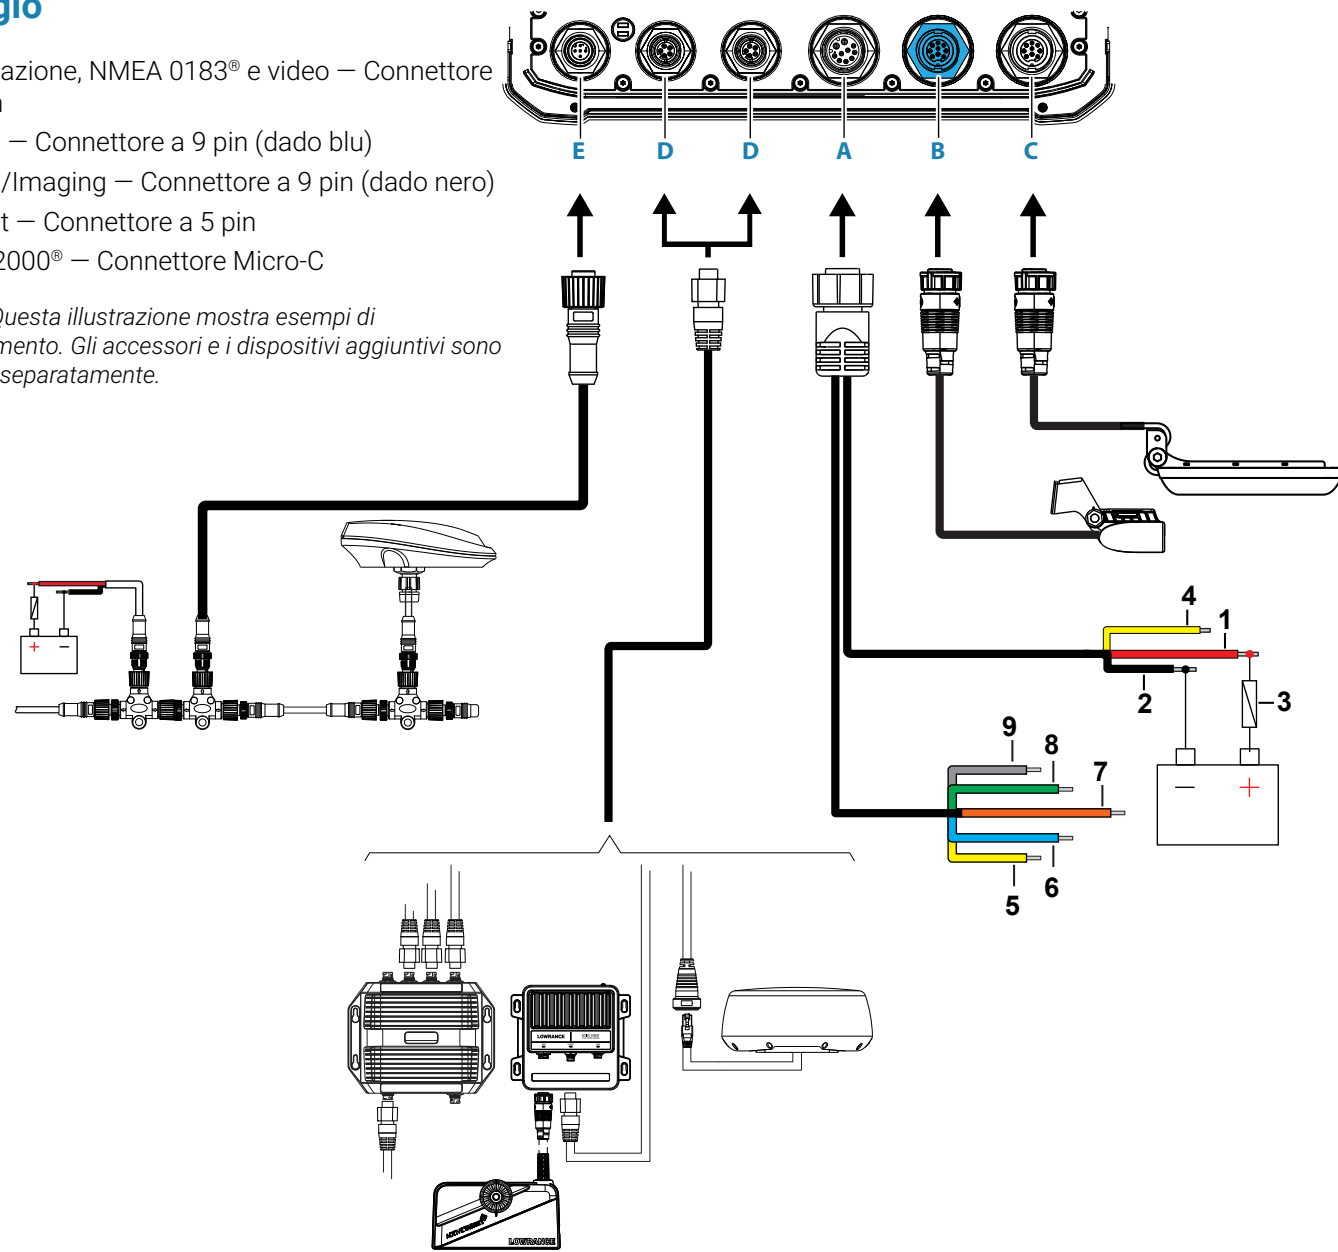 gio
azione, NMEA 0183® e video — Connettore
— Connettore a 9 pin (dado blu)
/Imaging — Connettore a 9 pin (dado nero)
t — Connettore a 5 pin
2000® — Connettore Micro-C
Questa illustrazione mostra esempi di
mento. Gli accessori e i dispositivi aggiuntivi sono
separatamente.
E D D A B C
4
1
2
3
+ −
9
8
7
− +
6
5
LOWRANCE
LOWRANCE